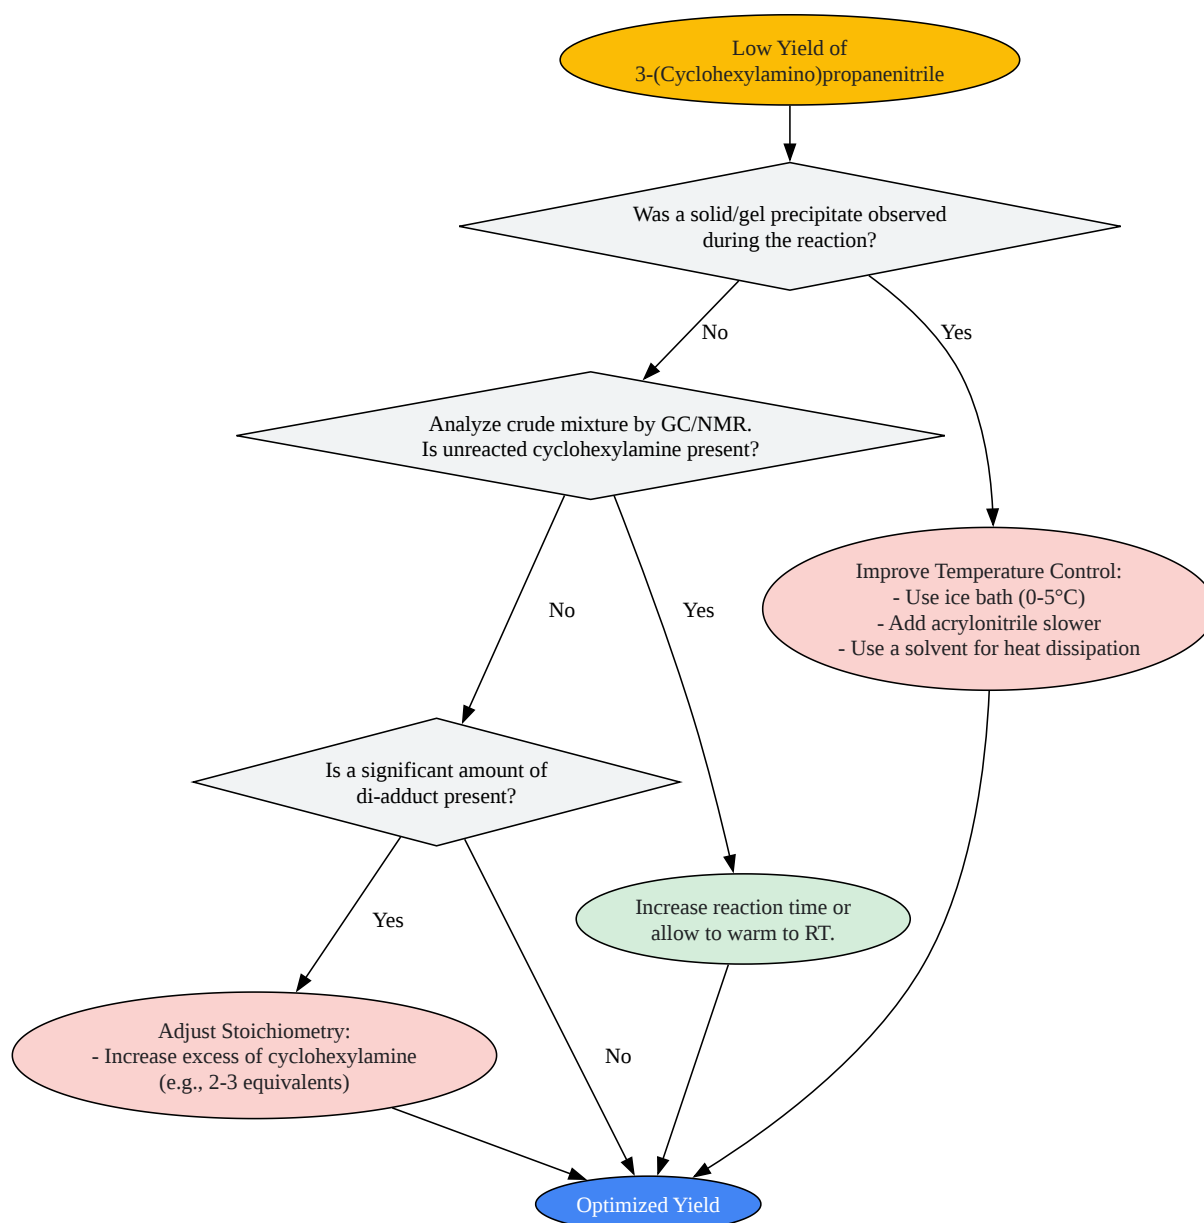 Low Yield of
3-(Cyclohexylamino)propanenitrile
Was a solid/gel precipitate observed
during the reaction?
No
Yes
Analyze crude mixture by GC/NMR.
Is unreacted cyclohexylamine present?
Improve Temperature Control:
- Use ice bath (0-5°C)
- Add acrylonitrile slower
- Use a solvent for heat dissipation
No
Yes
Is a significant amount of
di-adduct present?
Increase reaction time or
allow to warm to RT.
Yes
Adjust Stoichiometry:
- Increase excess of cyclohexylamine
(e.g., 2-3 equivalents)
No
Optimized Yield